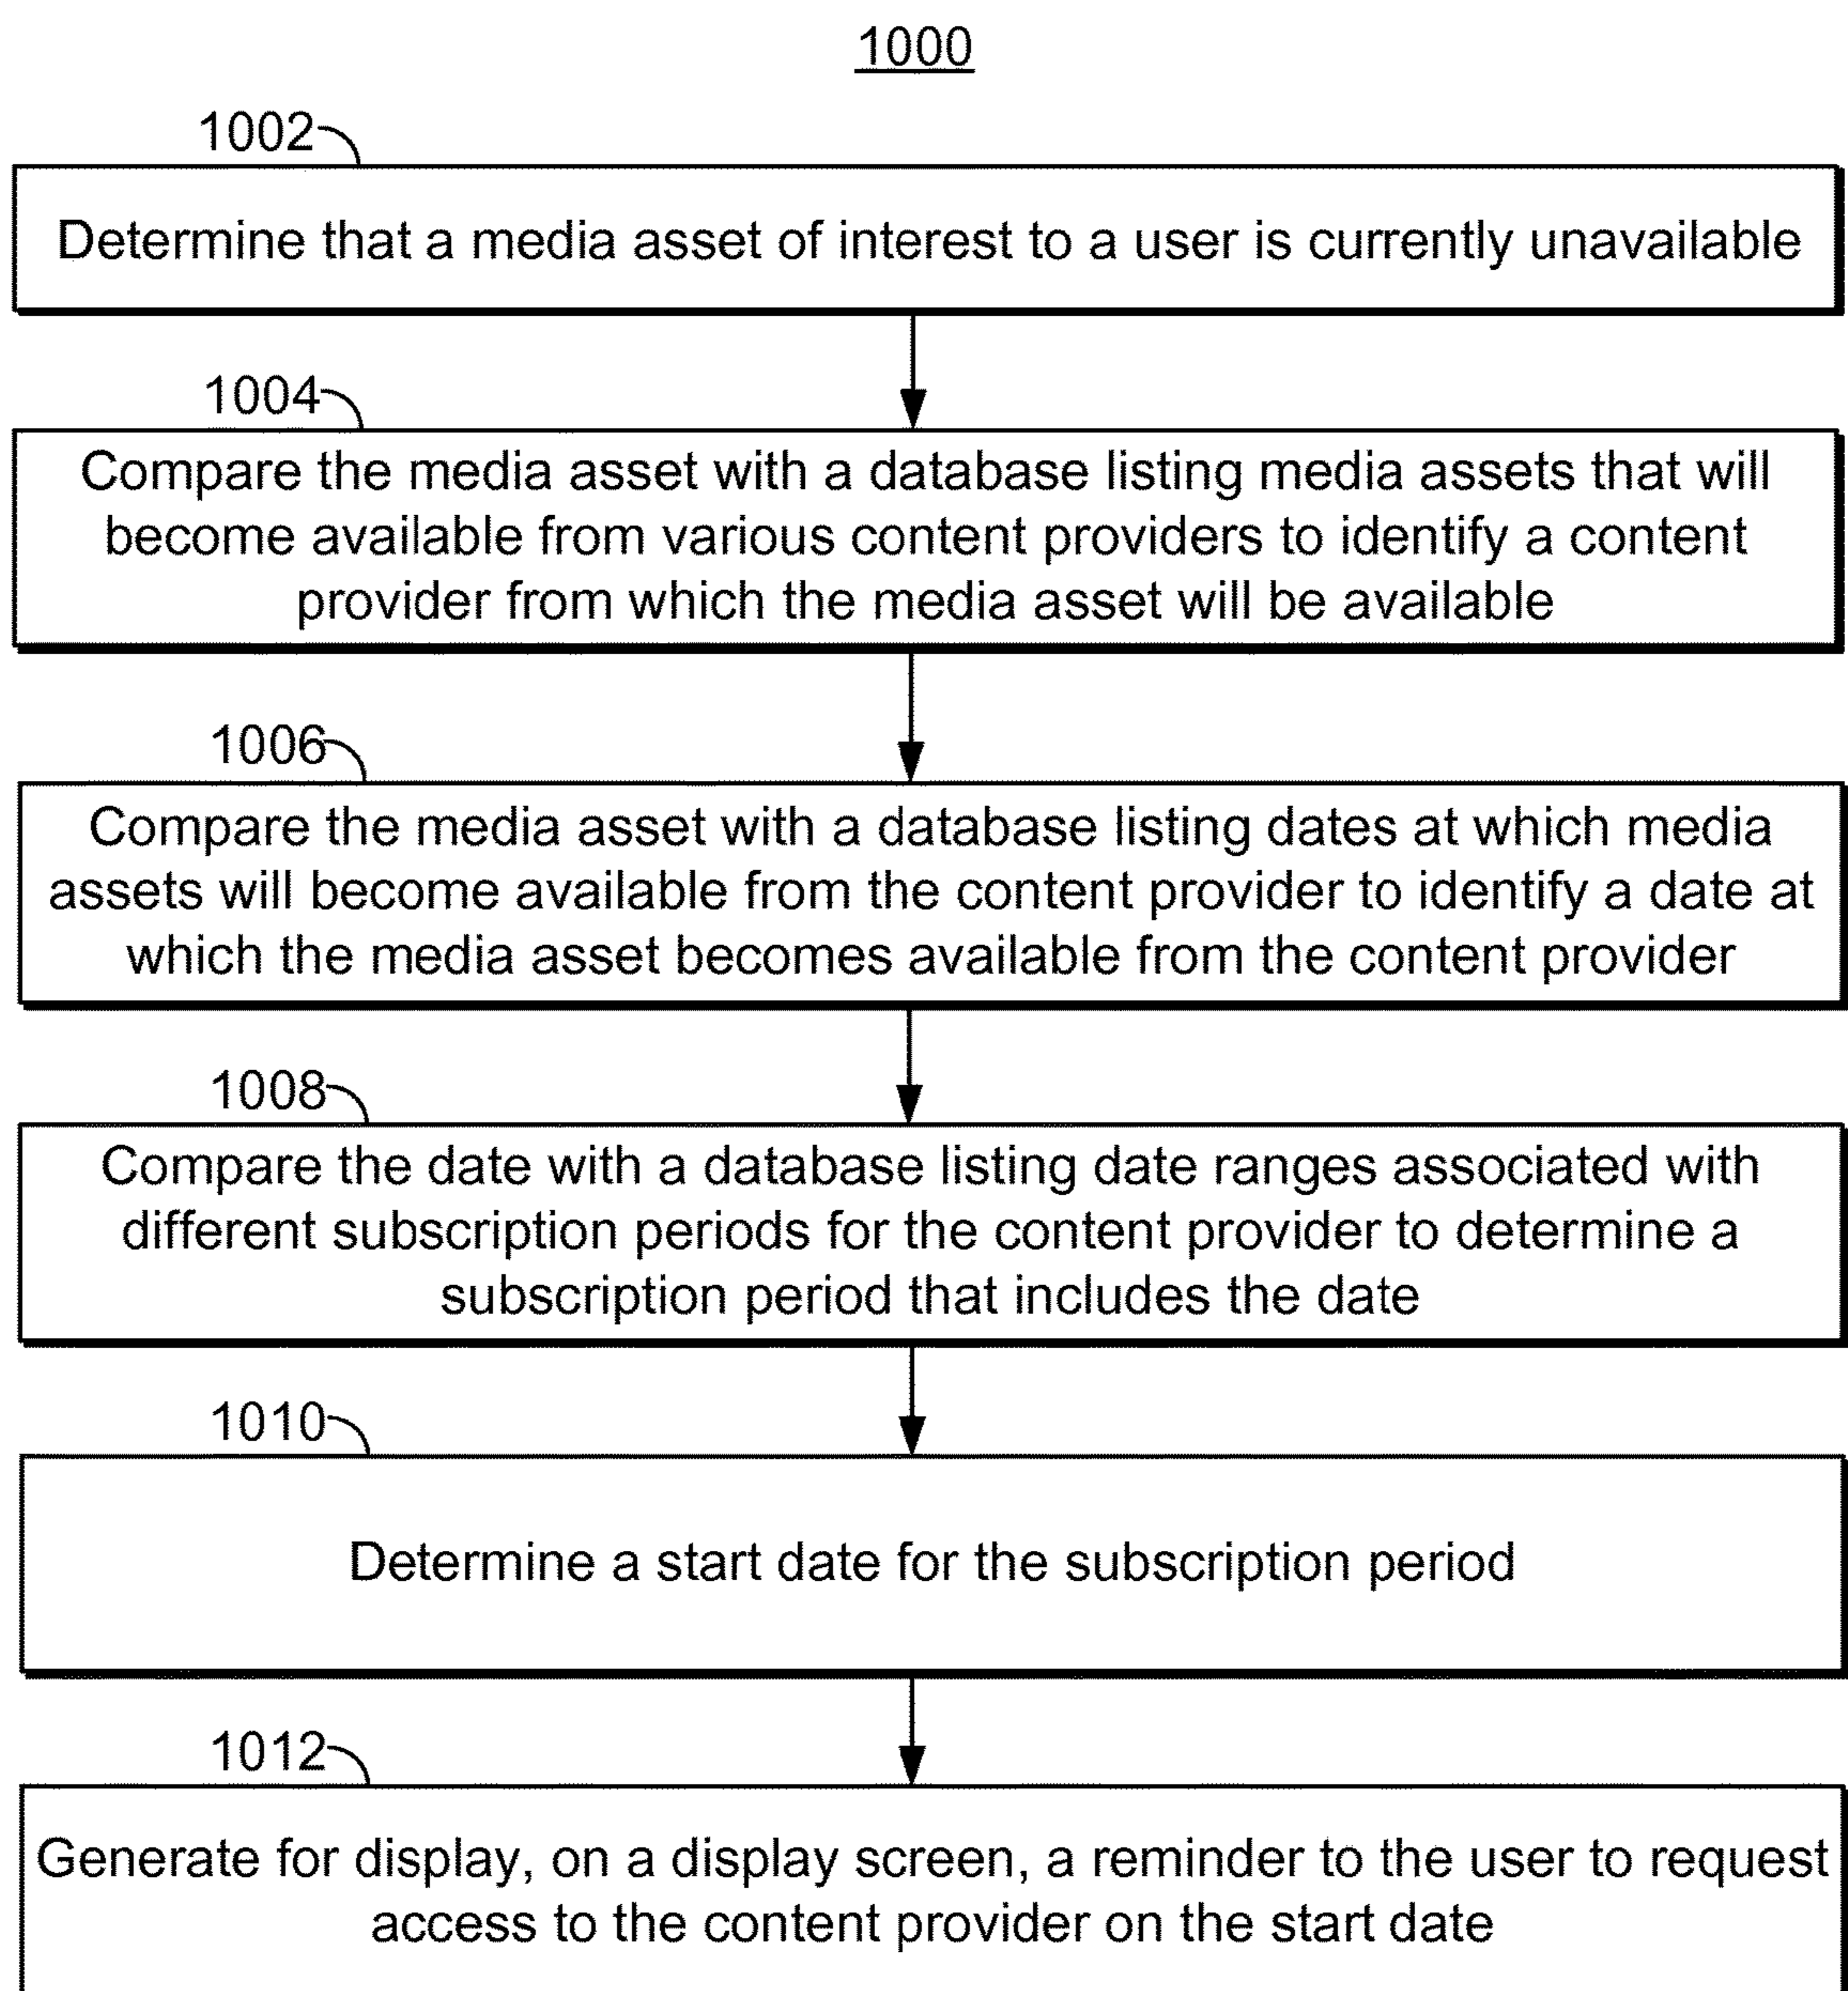 1000
1002
Determine that a media asset of interest to a user is currently unavailable
1004
Compare the media asset with a database listing media assets that will
become available from various content providers to identify a content
provider from which the media asset will be available
1006
Compare the media asset with a database listing dates at which media
assets will become available from the content provider to identify a date at
which the media asset becomes available from the content provider
1008
Compare the date with a database listing date ranges associated with
different subscription periods for the content provider to determine a
subscription period that includes the date
1010
Determine a start date for the subscription period
1012
Generate for display, on a display screen, a reminder to the user to request
access to the content provider on the start date